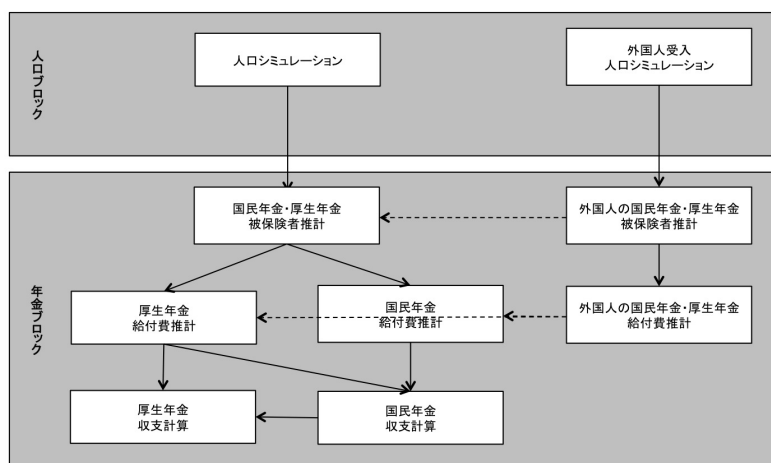 人口ブロック
人口シミュレーション
外国人受入
人口シミュレーション
年金ブロック
国民年金・厚生年金
被保険者推計
外国人の国民年金・厚生年金
被保険者推計
厚生年金
給付費推計
国民年金
給付費推計
外国人の国民年金・厚生年金
給付費推計
厚生年金
収支計算
国民年金
収支計算